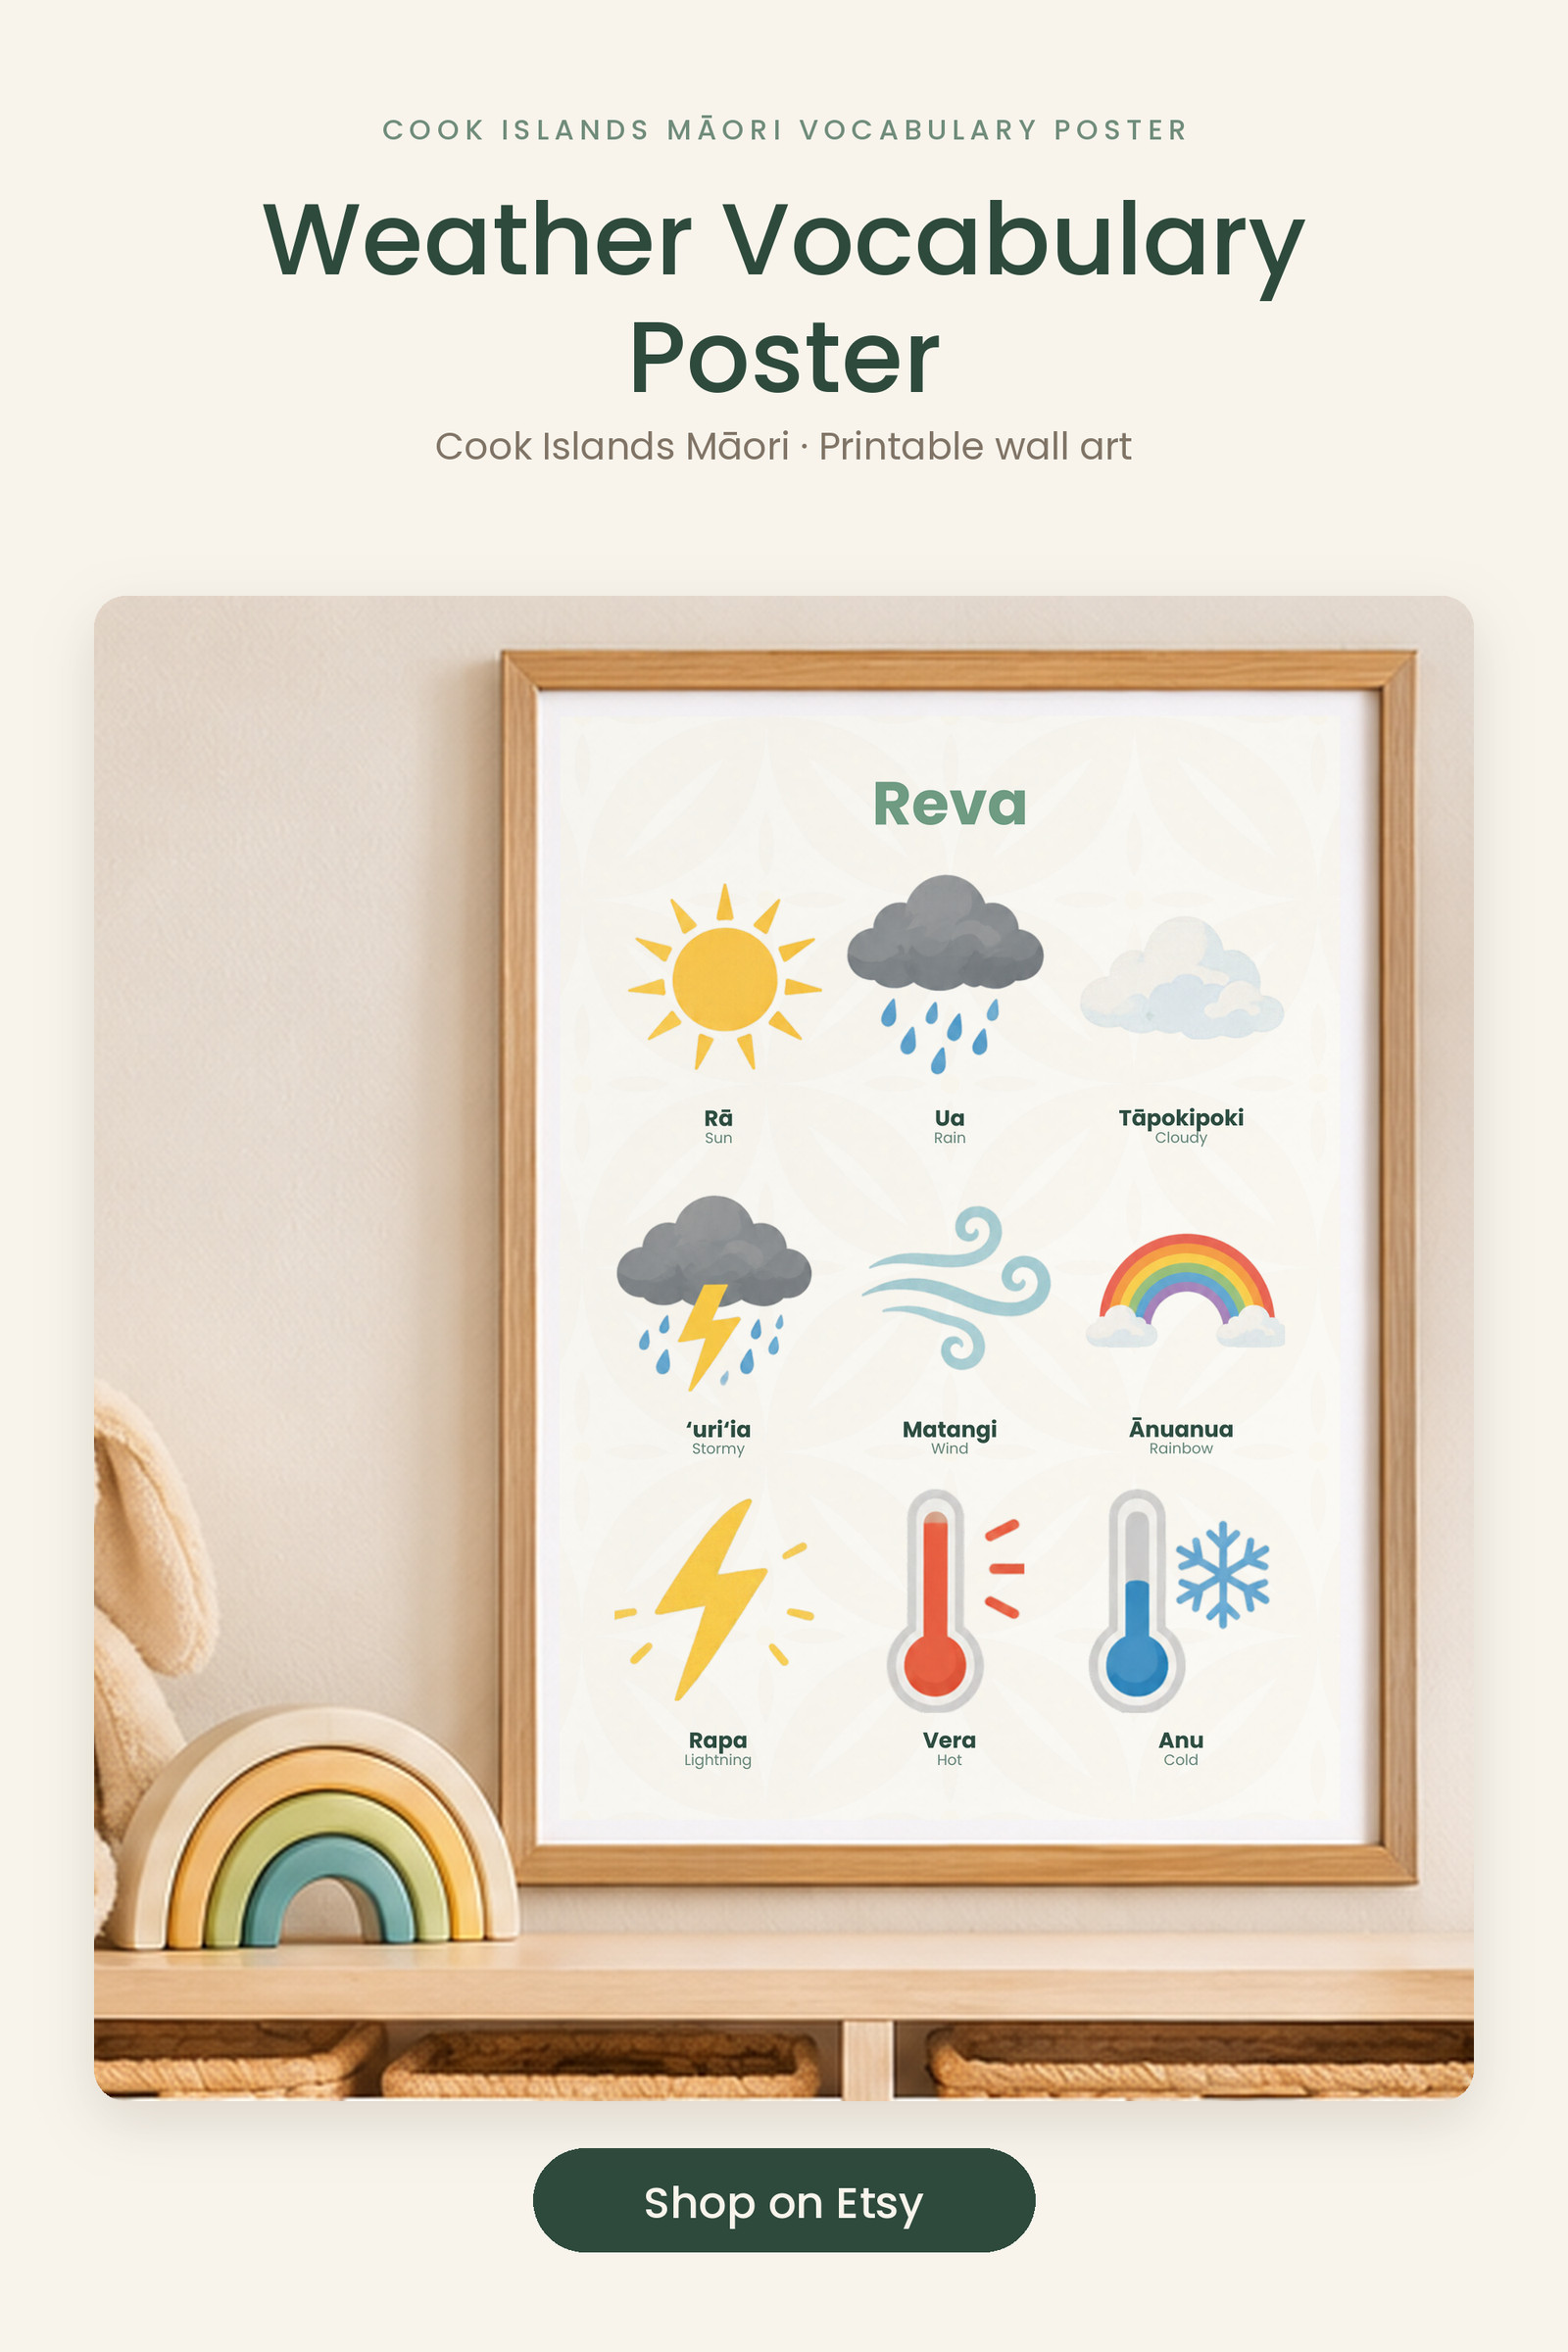 COOK ISLANDS MĀORI VOCABULARY POSTER
Weather Vocabulary
Poster
Cook Islands Māori · Printable wall art
Reva
Rā
Sun
Ua
Rain
Tāpokipoki
Cloudy
ʻuriʻia
Stormy
Matangi
Wind
Ānuanua
Rainbow
Rapa
Lightning
Vera
Hot
Anu
Cold
Shop on Etsy